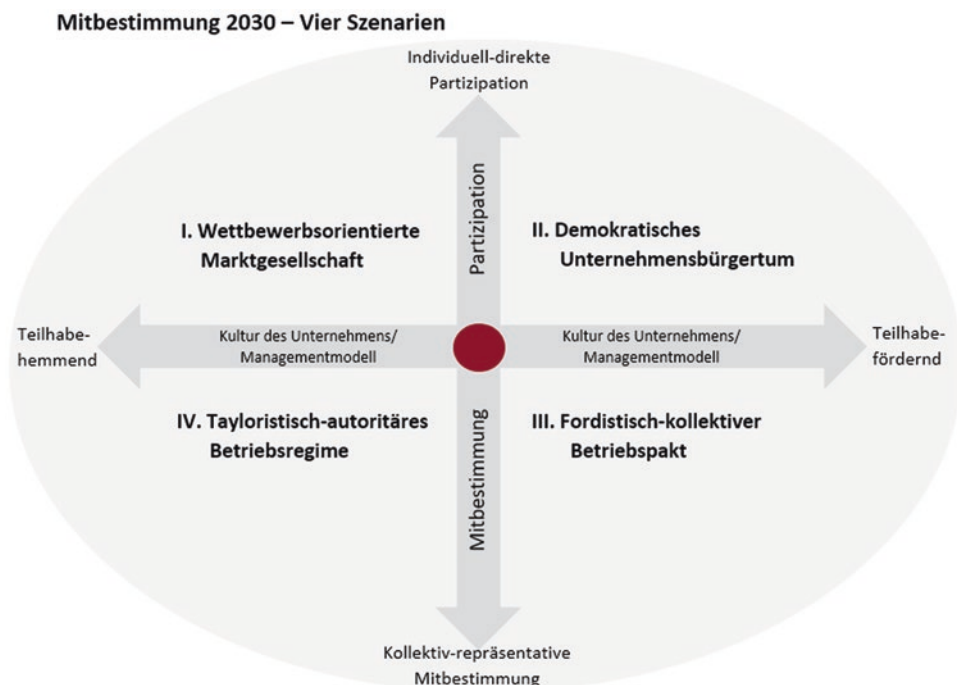 Mitbestimmung 2030 – Vier Szenarien
Individuell-direkte
Partizipation
Partizipation
I. Wettbewerbsorientierte
Marktgesellschaft
II. Demokratisches
Unternehmensbürgertum
Teilhabe-
hemmend
Kultur des Unternehmens/
Managementmodell
Kultur des Unternehmens/
Managementmodell
Teilhabe-
fördernd
IV. Tayloristisch-autoritäres
Betriebsregime
III. Fordistisch-kollektiver
Betriebspakt
Mitbestimmung
Kollektiv-repräsentative
Mitbestimmung